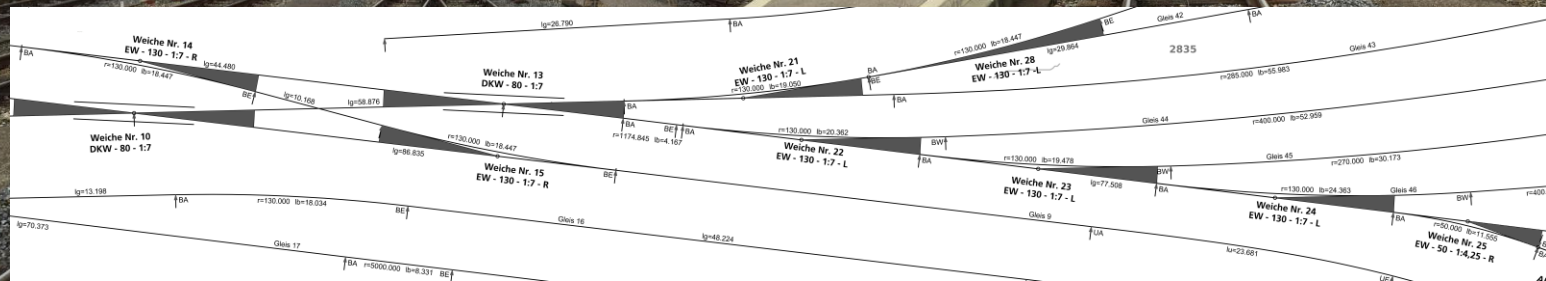 lg=26.790
BA
BE
Gleis 42
BA
Weiche Nr. 14
EW - 130 - 1:7 - R
BA
r=130.000 lb=18.447
lg=44.480
BE
lg=10.168
Weiche Nr. 13
DKW - 80 - 1:7
lg=58.876
BA
Weiche Nr. 21
EW - 130 - 1:7 - L
r=130.000 lb=19.050
BA
BE
r=130.000 lb=18.447
lg=29.864
Weiche Nr. 28
EW - 130 - 1:7 -L
2835
Gleis 43
r=285.000 lb=55.983
BA
Weiche Nr. 10
DKW - 80 - 1:7
lg=86.835
r=130.000 lb=18.447
Weiche Nr. 15
EW - 130 - 1:7 - R
BE
BA
r=1174.845 lb=4.167
BE
BA
r=130.000 lb=20.362
Weiche Nr. 22
EW - 130 - 1:7 - L
BW
BA
Gleis 44
r=400.000 lb=52.959
r=130.000 lb=19.478
Weiche Nr. 23
EW - 130 - 1:7 - L
lg=77.508
BW
BA
Gleis 45
r=270.000 lb=30.173
r=130.000 lb=24.363
Gleis 46
Weiche Nr. 24
EW - 130 - 1:7 - L
BW
BA
r=400.
r=50.000 lb=11.555
Weiche Nr. 25
EW - 50 - 1:4,25 - R
BA
lg=13.198
BA
r=130.000 lb=18.034
BE
Gleis 16
lg=48.224
Gleis 9
UA
lu=23.681
lg=70.373
Gleis 17
BA
r=5000.000 lb=8.331
BE